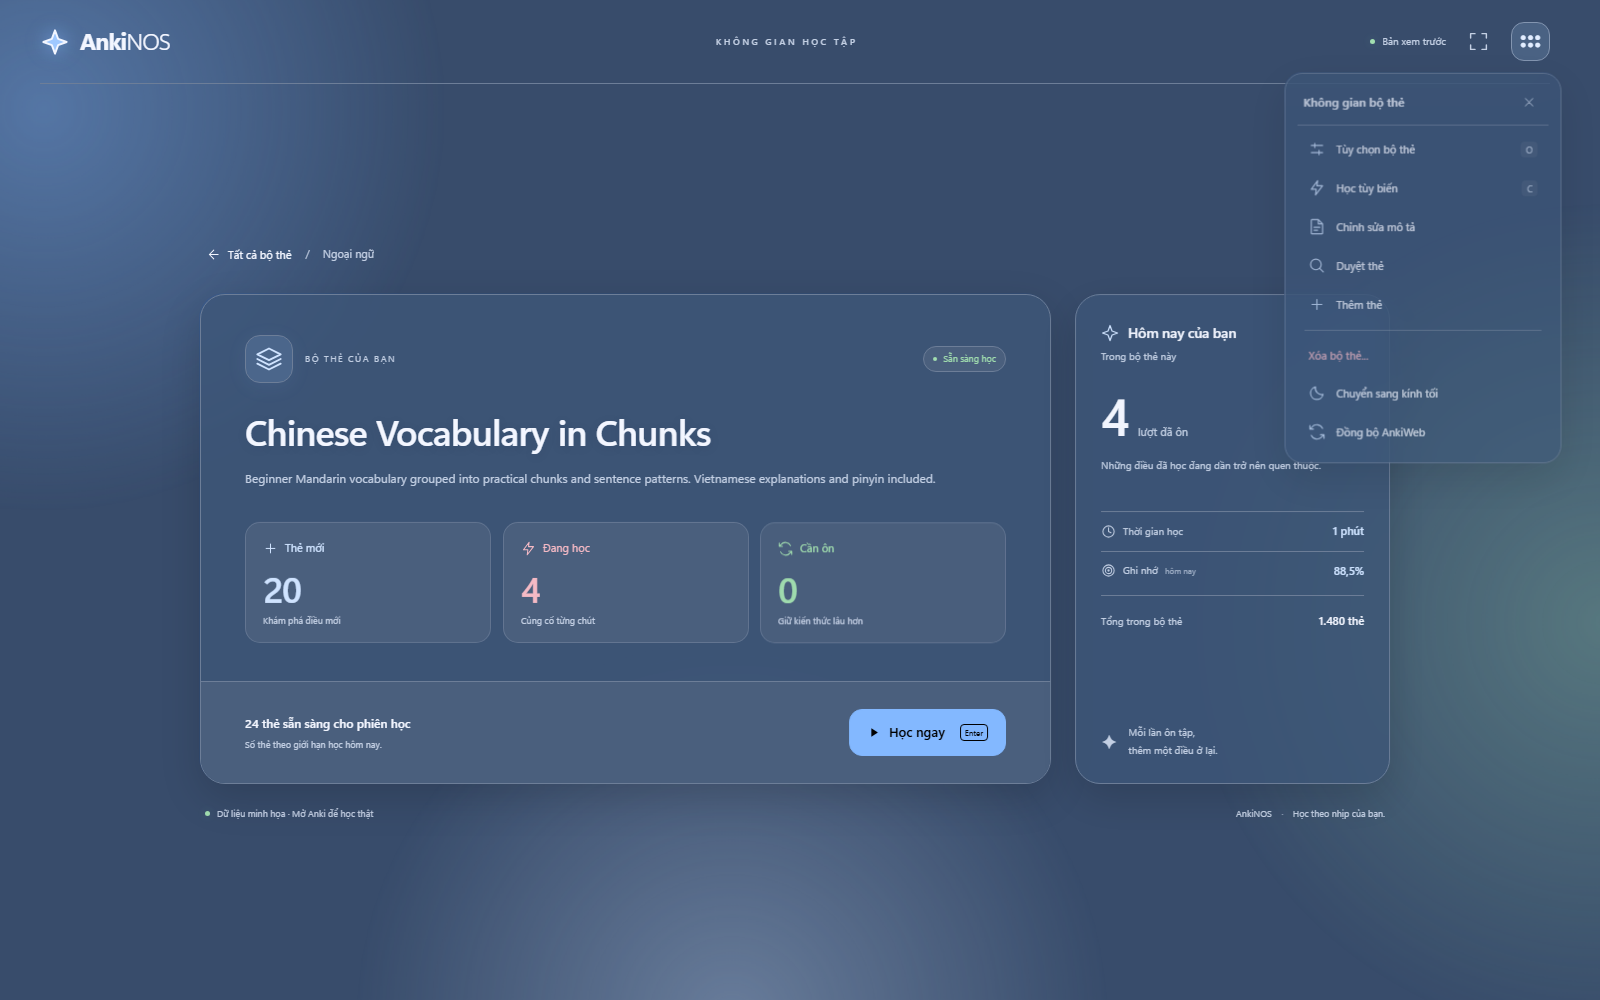 AnkiNOS
KHÔNG GIAN HỌC TẬP
Bản xem trước
Không gian bộ thẻ
Tùy chọn bộ thẻ O
Học tùy biến C
Chỉnh sửa mô tả
Duyệt thẻ
Thêm thẻ
Xóa bộ thẻ...
Chuyển sang kính tối
Đồng bộ AnkiWeb
Tất cả bộ thẻ / Ngoại ngữ
BỘ THẺ CỦA BẠN
Sẵn sàng học
Chinese Vocabulary in Chunks
Beginner Mandarin vocabulary grouped into practical chunks and sentence patterns. Vietnamese explanations and pinyin included.
Thẻ mới
20
Khám phá điều mới
Đang học
4
Củng cố từng chút
Cần ôn
0
Giữ kiến thức lâu hơn
24 thẻ sẵn sàng cho phiên học
Số thẻ theo giới hạn học hôm nay.
Học ngay Enter
Hôm nay của bạn
Trong bộ thẻ này
4 lượt đã ôn
Những điều đã học đang dần trở nên quen thuộc.
Thời gian học 1 phút
Ghi nhớ hôm nay 88,5%
Tổng trong bộ thẻ 1.480 thẻ
Mỗi lần ôn tập,
thêm một điều ở lại.
Dữ liệu minh họa · Mở Anki để học thật
AnkiNOS · Học theo nhịp của bạn.